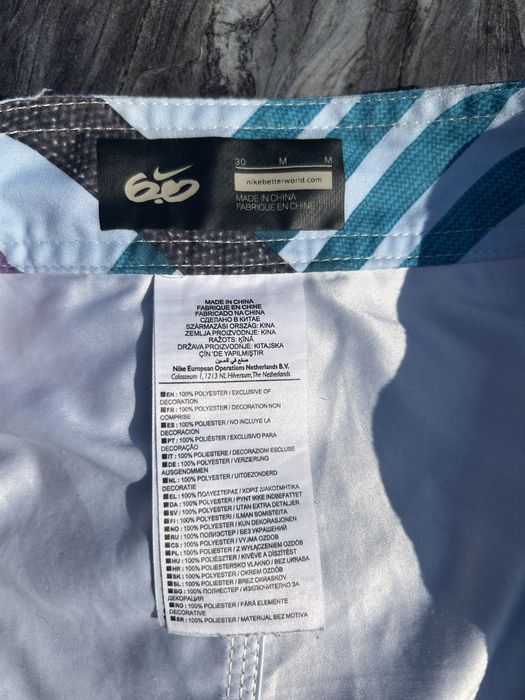 6.0
30 M M
nikebetterworld.com
MADE IN CHINA
FABRIQUE EN CHINE
MADE IN CHINA
FABRIQUE EN CHINE
FABRICADO NA CHINA
СДЕЛАНО В КИТАЕ
SZÁRMAZÁSI ORSZÁG: KÍNA
ZEMLJA PROIZVODNJE: KINA
RAŽOTS: ĶĪNA
DRŽAVA PROIZVODNJE: KITAJSKA
ÇİN 'DE YAPILMIŞTIR
صنع في الصين
Nike European Operations Netherlands B.V.
Colosseum 1, 1213 NL Hilversum, The Netherlands
EN : 100% POLYESTER / EXCLUSIVE OF
DECORATION
FR : 100% POLYESTER / DECORATION NON
COMPRISE
ES : 100% POLIÉSTER / NO INCLUYE LA
DECORACIÓN
PT : 100% POLIÉSTER / EXCLUSIVO PARA
DECORAÇÃO
IT : 100% POLIESTERE / DECORAZIONI ESCLUSE
DE : 100% POLYESTER / VERZIERUNG
AUSGENOMMEN
NL : 100% POLYESTER / UITGEZONDERD
DECORATIE
EL : 100% ΠΟΛΥΕΣΤΕΡΑΣ / ΧΩΡΙΣ ΔΙΑΚΟΣΜΗΤΙΚΑ
DA : 100% POLYESTER / PYNT IKKE INDBEFATTET
SV : 100% POLYESTER / UTAN EXTRA DETALJER
FI : 100% POLYESTERI / ILMAN SOMISTEITA
NO : 100% POLYESTER / KUN DEKORASJONEN
RU : 100% ПОЛИЭСТЕР / БЕЗ УКРАШЕНИЙ
CS : 100% POLYESTER / VYJMA OZDOB
PL : 100% POLIESTER / Z WYŁĄCZENIEM OZDÓB
HU : 100% POLIÉSZTER / KIVÉVE A DÍSZÍTÉST
HR : 100% POLIESTERSKO VLAKNO / BEZ UKRASA
SK : 100% POLYESTER / OKREM OZDÔB
SL : 100% POLIESTER / BREZ OKRASKOV
BG : 100% ПОЛИЕСТЕР / ИЗКЛЮЧИТЕЛНО ЗА
ДЕКОРАЦИЯ
RO : 100% POLIESTER / FĂRĂ ELEMENTE
DECORATIVE
SR : 100% POLIESTER / MATERIJAL BEZ MOTIVA